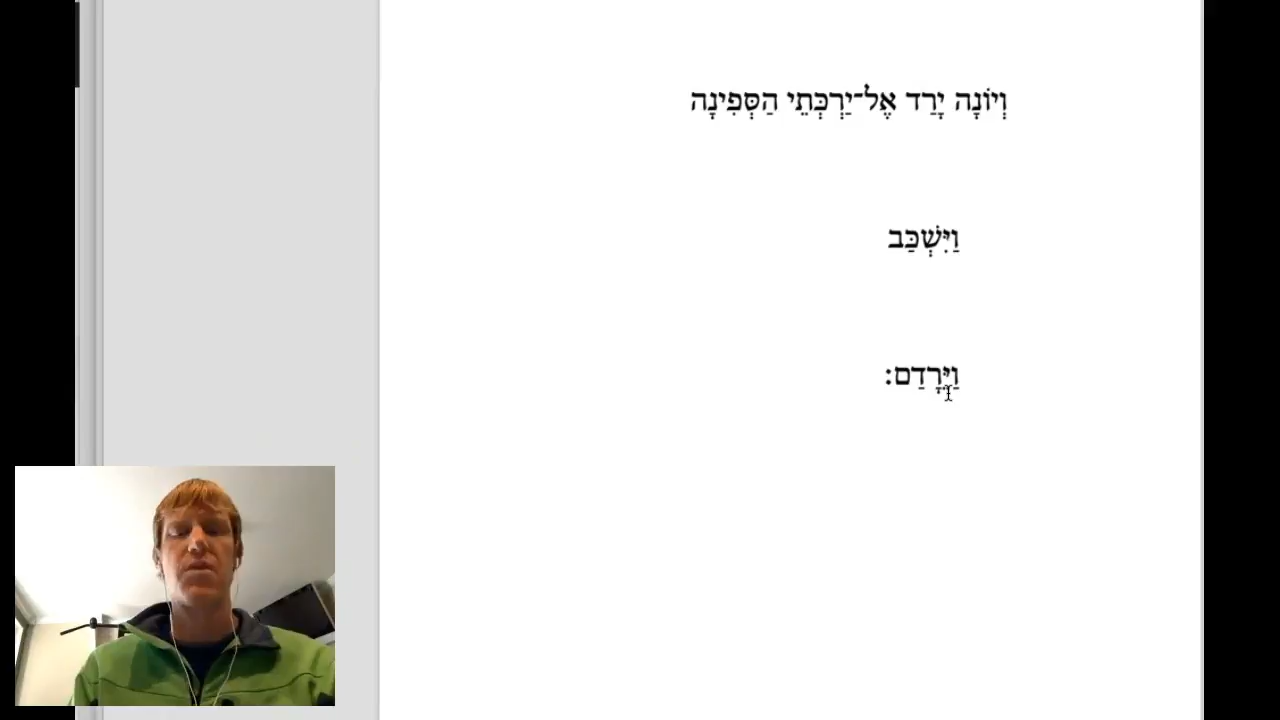 וְיוֹנָה יָרַד אֶל־יַרְכְּתֵי הַסְּפִינָה
וַיִּשְׁכַּב
וַיֵּרָדַם׃